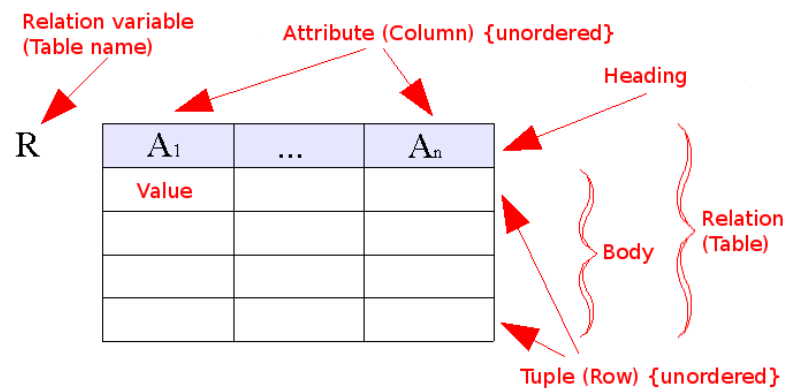 Relation variable
(Table name)
Attribute (Column) {unordered}
Heading
R
A1
...
An
Value
Relation
(Table)
Body
Tuple (Row) {unordered}